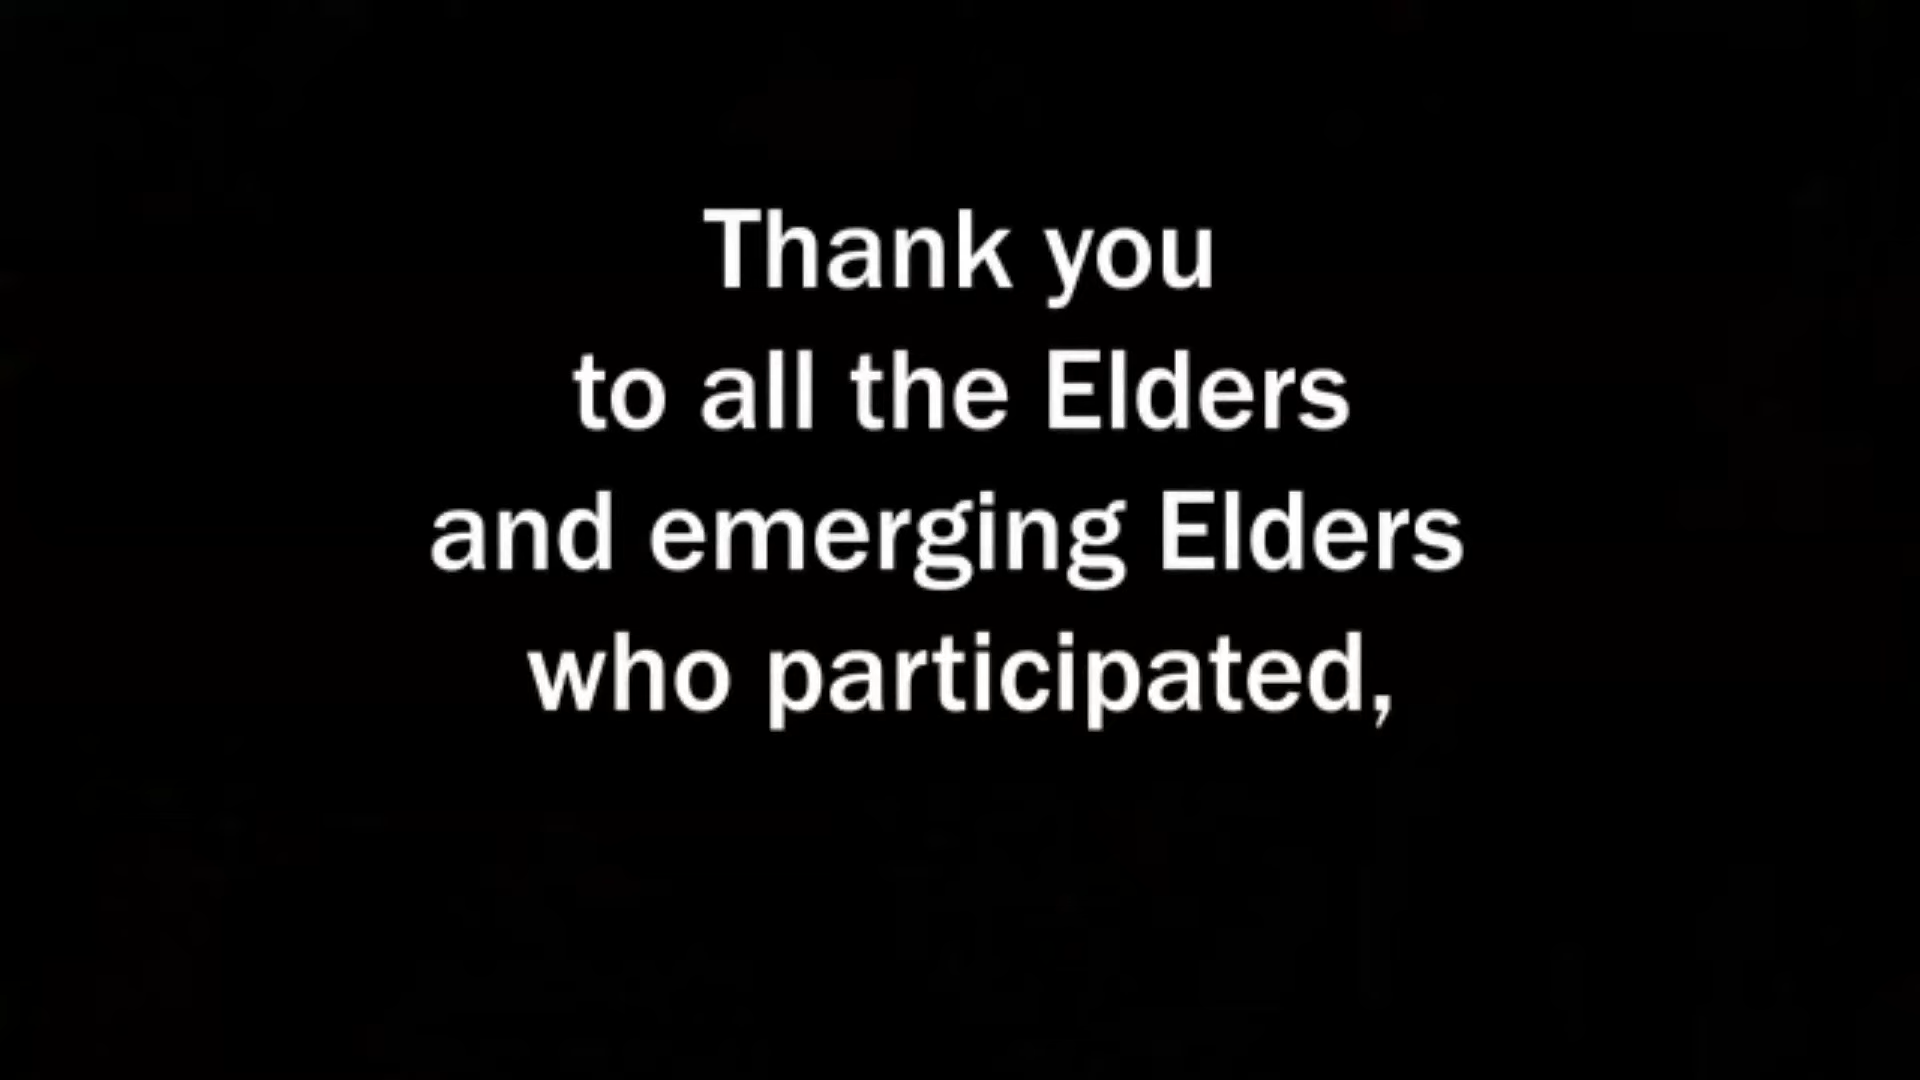 Thank you
to all the Elders
and emerging Elders
who participated,